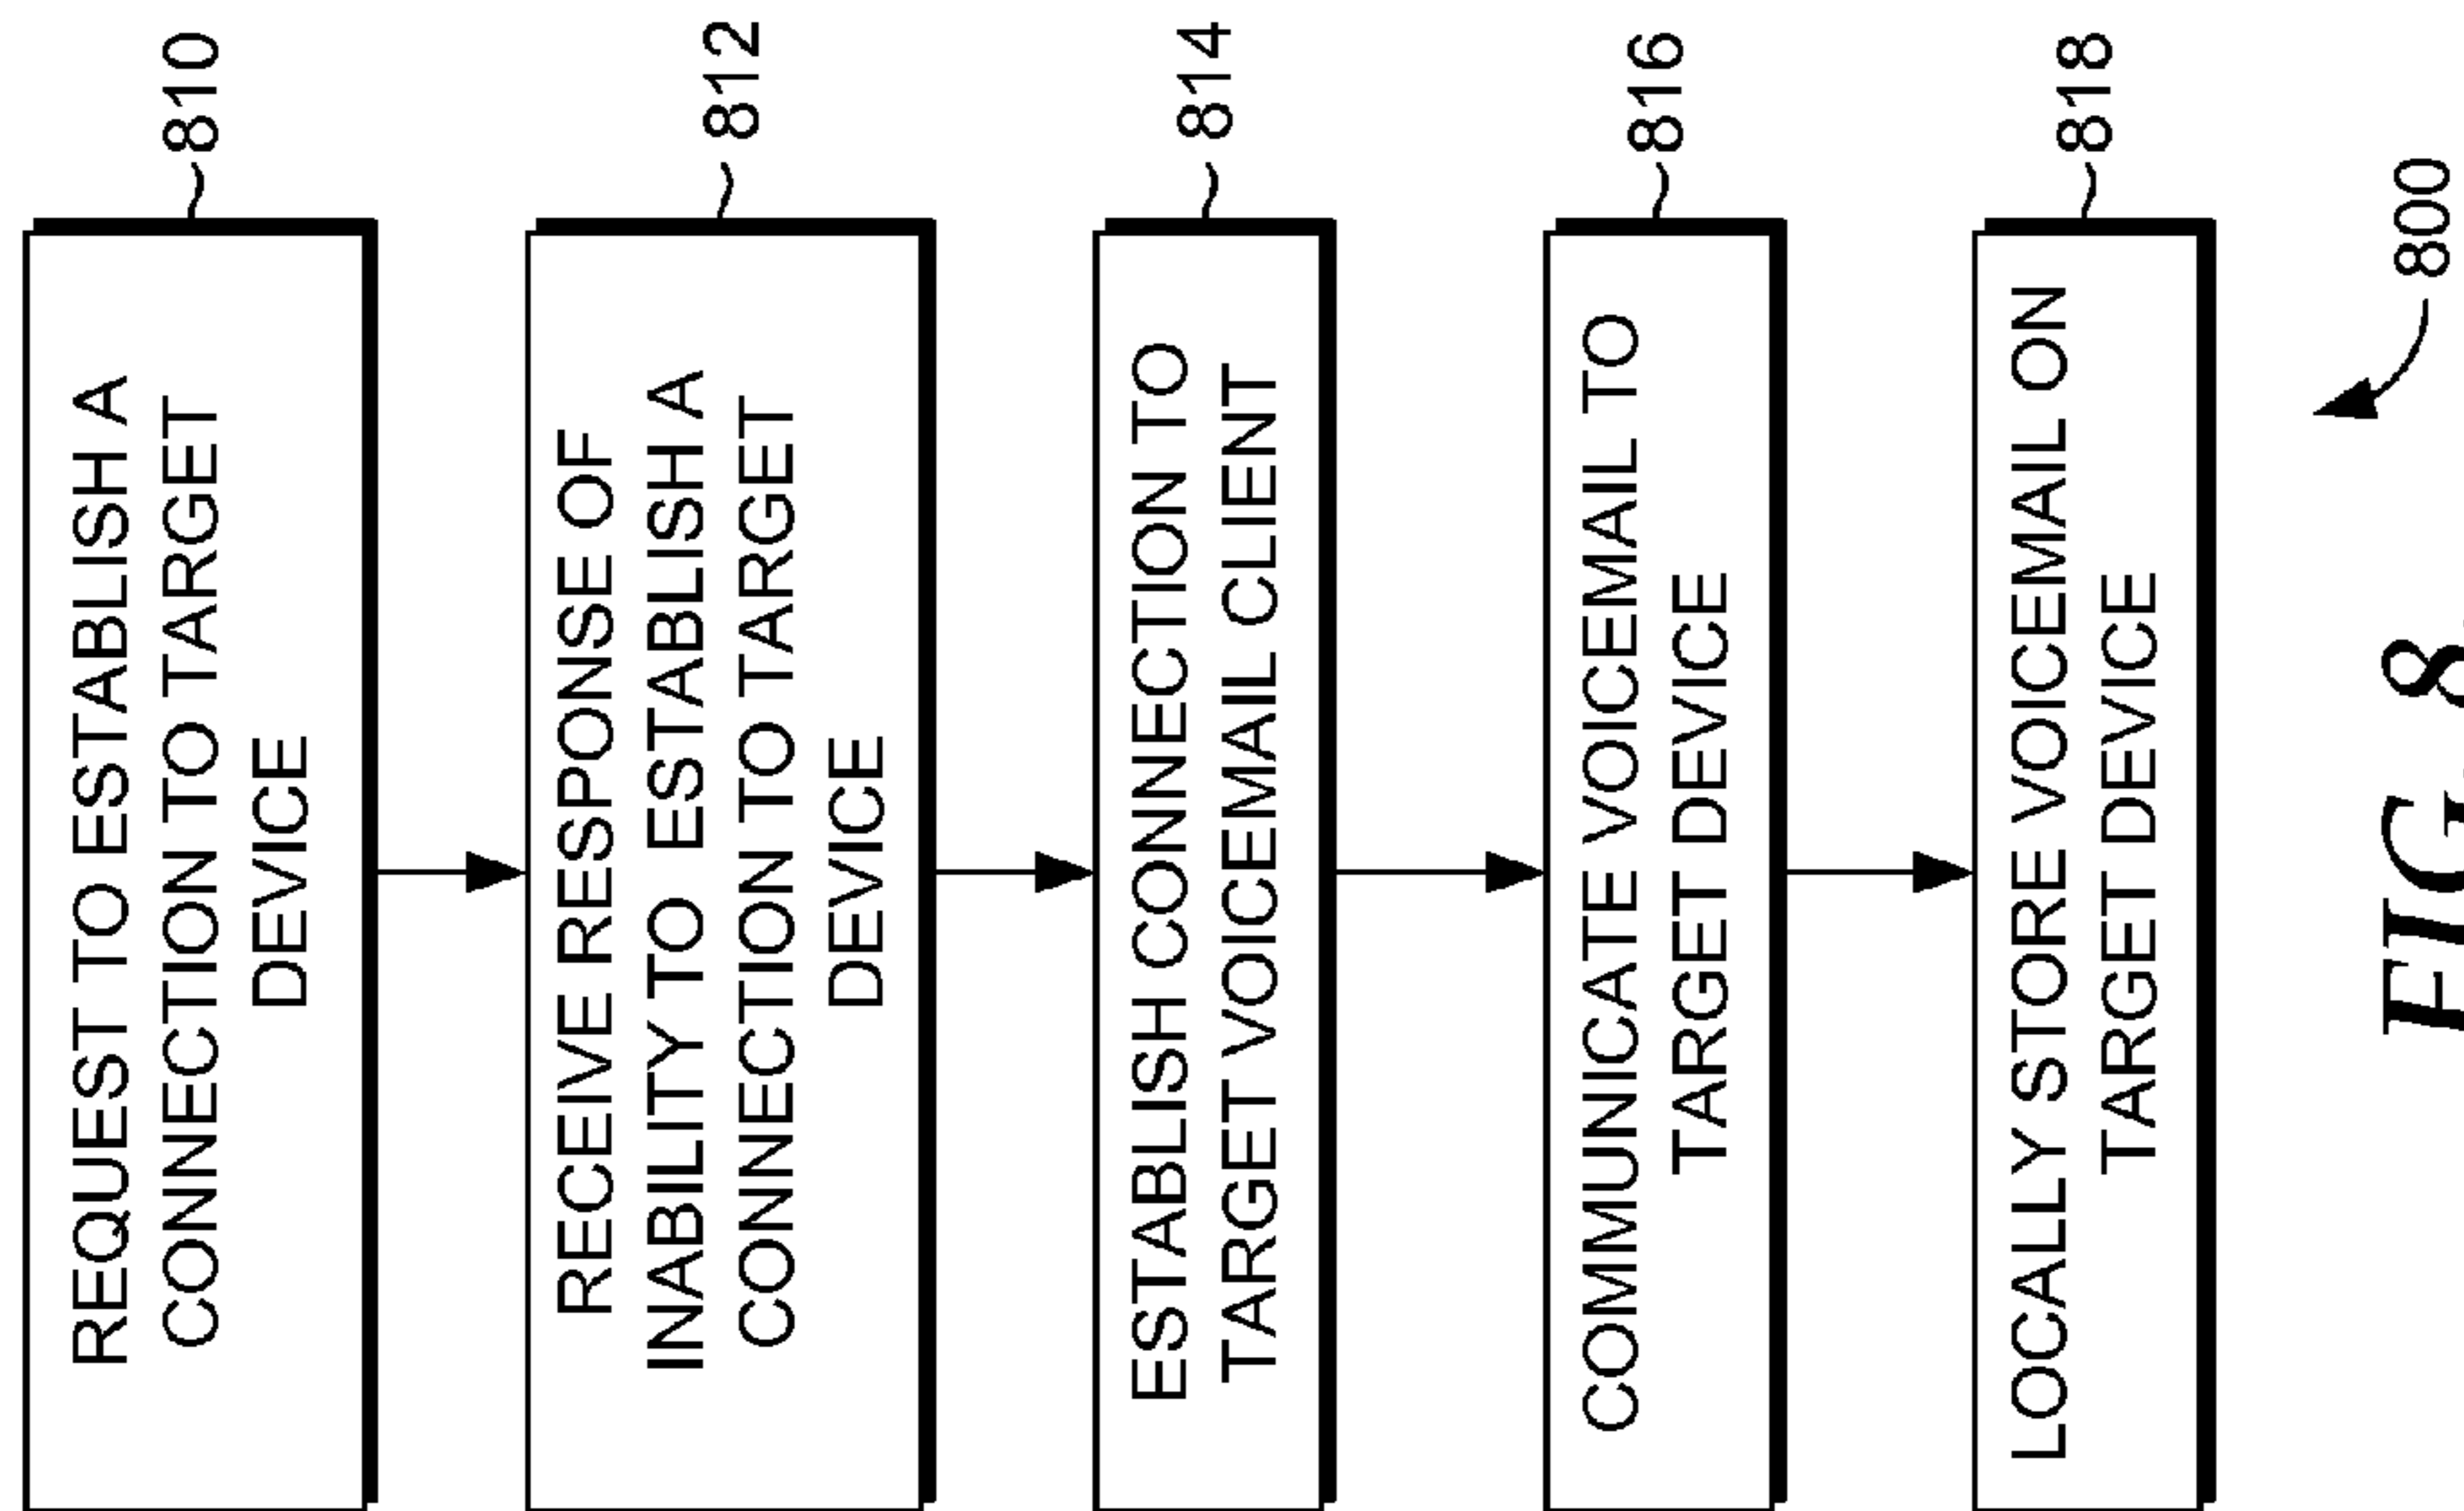 REQUEST TO ESTABLISH A
CONNECTION TO TARGET
DEVICE
810
RECEIVE RESPONSE OF
INABILITY TO ESTABLISH A
CONNECTION TO TARGET
DEVICE
812
ESTABLISH CONNECTION TO
TARGET VOICEMAIL CLIENT
814
COMMUNICATE VOICEMAIL TO
TARGET DEVICE
816
LOCALLY STORE VOICEMAIL ON
TARGET DEVICE
818
800
FIG. 8.